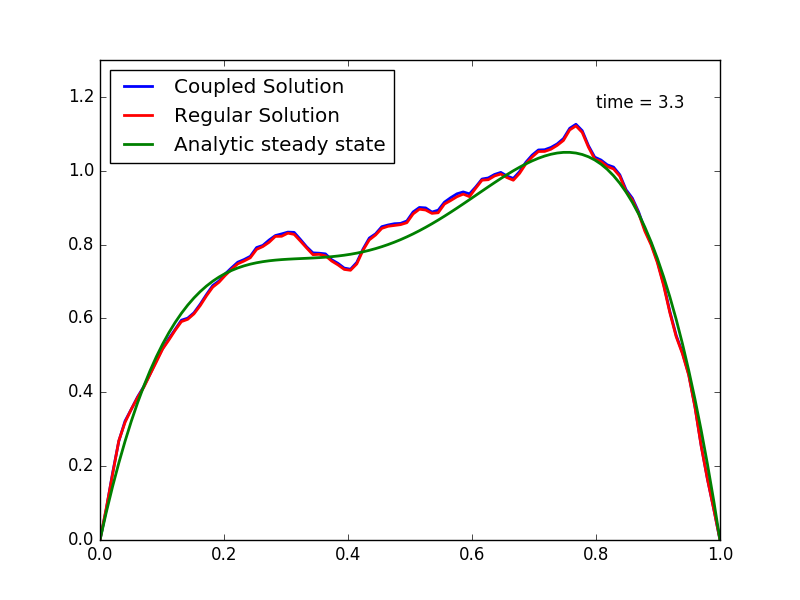 Coupled Solution
Regular Solution
Analytic steady state
time = 3.3
1.2
1.0
0.8
0.6
0.4
0.2
0.0
0.0 0.2 0.4 0.6 0.8 1.0